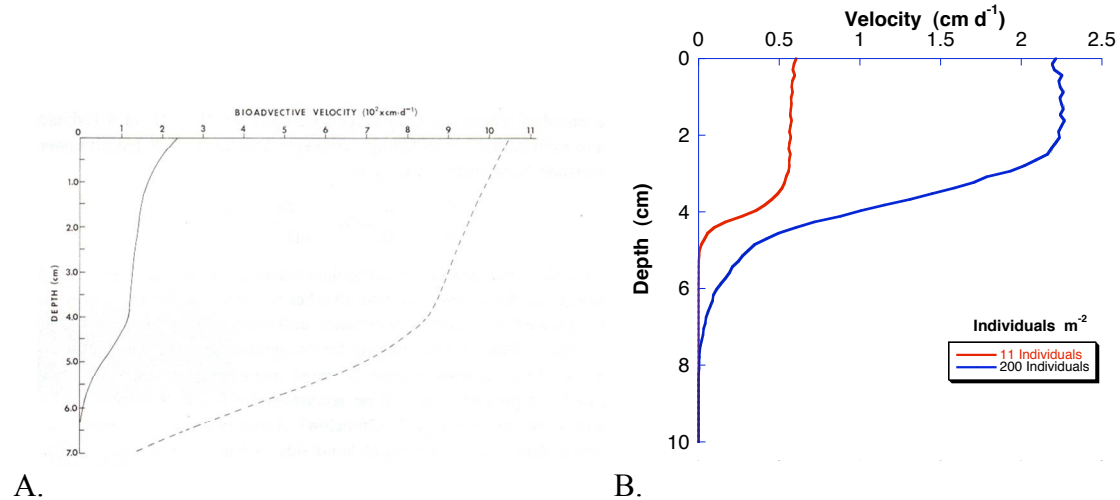 BIOADVECTIVE VELOCITY (10²xcm·d⁻¹)
0 1 2 3 4 5 6 7 8 9 10 11
DEPTH (cm)
1.0
2.0
3.0
4.0
5.0
6.0
7.0
A.
Velocity (cm d⁻¹)
0 0.5 1 1.5 2 2.5
Depth (cm)
0
2
4
6
8
10
Individuals m⁻²
11 Individuals
200 Individuals
B.